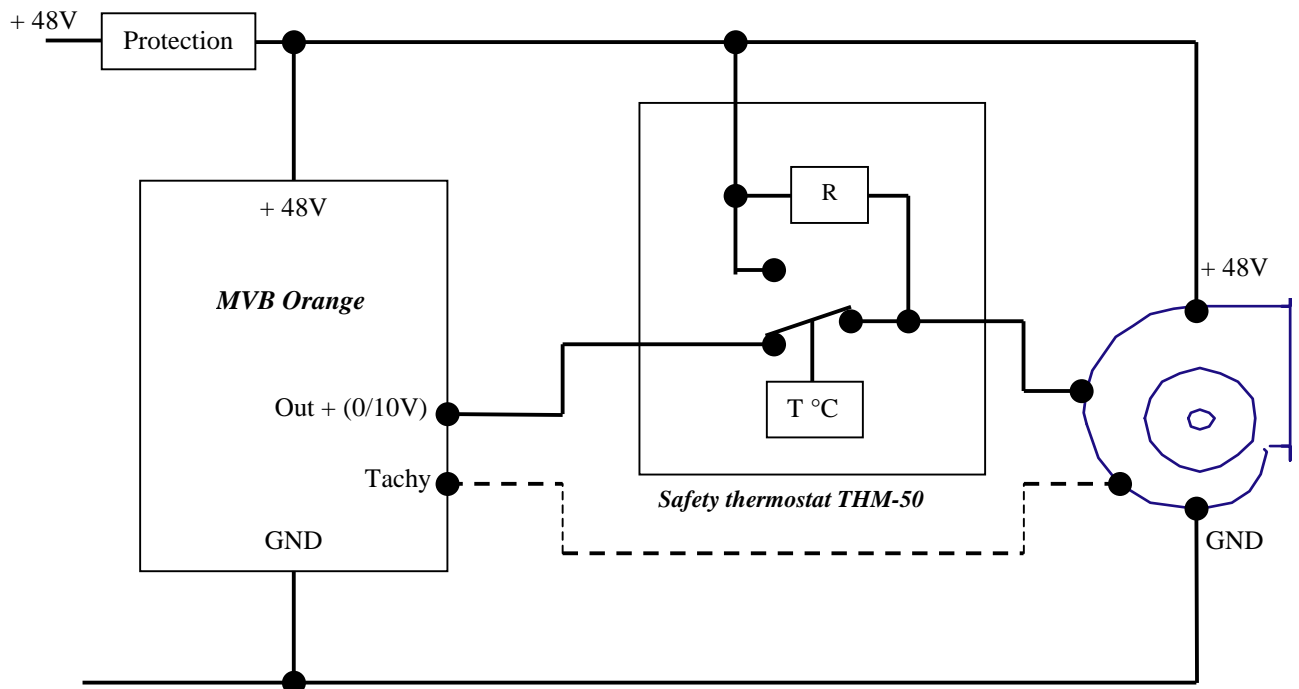 + 48V
Protection
+ 48V
MVB Orange
Out + (0/10V)
Tachy
GND
R
T °C
Safety thermostat THM-50
+ 48V
GND